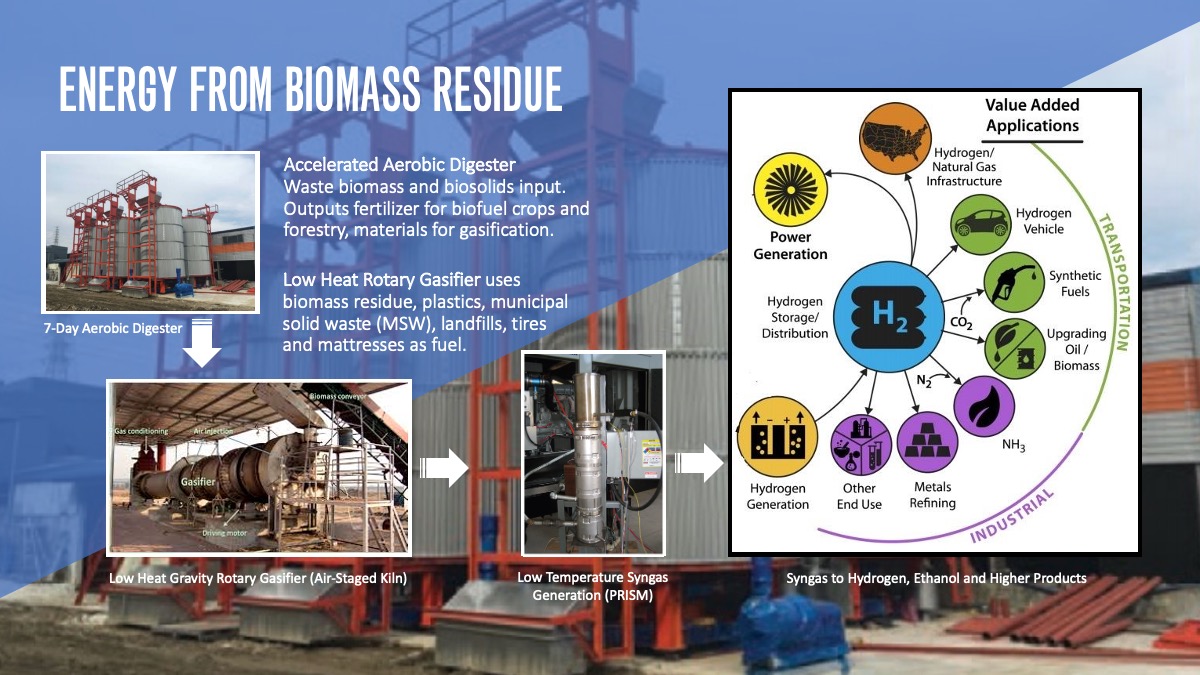 ENERGY FROM BIOMASS RESIDUE
Accelerated Aerobic Digester
Waste biomass and biosolids input.
Outputs fertilizer for biofuel crops and
forestry, materials for gasification.
Low Heat Rotary Gasifier uses
biomass residue, plastics, municipal
solid waste (MSW), landfills, tires
and mattresses as fuel.
7-Day Aerobic Digester
Biomass conveyor
Gas conditioning
Air injection
Gasifier
Driving motor
Low Heat Gravity Rotary Gasifier (Air-Staged Kiln)
Low Temperature Syngas
Generation (PRISM)
Value Added
Applications
Hydrogen/
Natural Gas
Infrastructure
Power
Generation
Hydrogen
Vehicle
Synthetic
Fuels
Hydrogen
Storage/
Distribution
H2
CO2
Upgrading
Oil /
Biomass
N2
NH3
- +
Hydrogen
Generation
Other
End Use
Metals
Refining
TRANSPORTATION
INDUSTRIAL
Syngas to Hydrogen, Ethanol and Higher Products